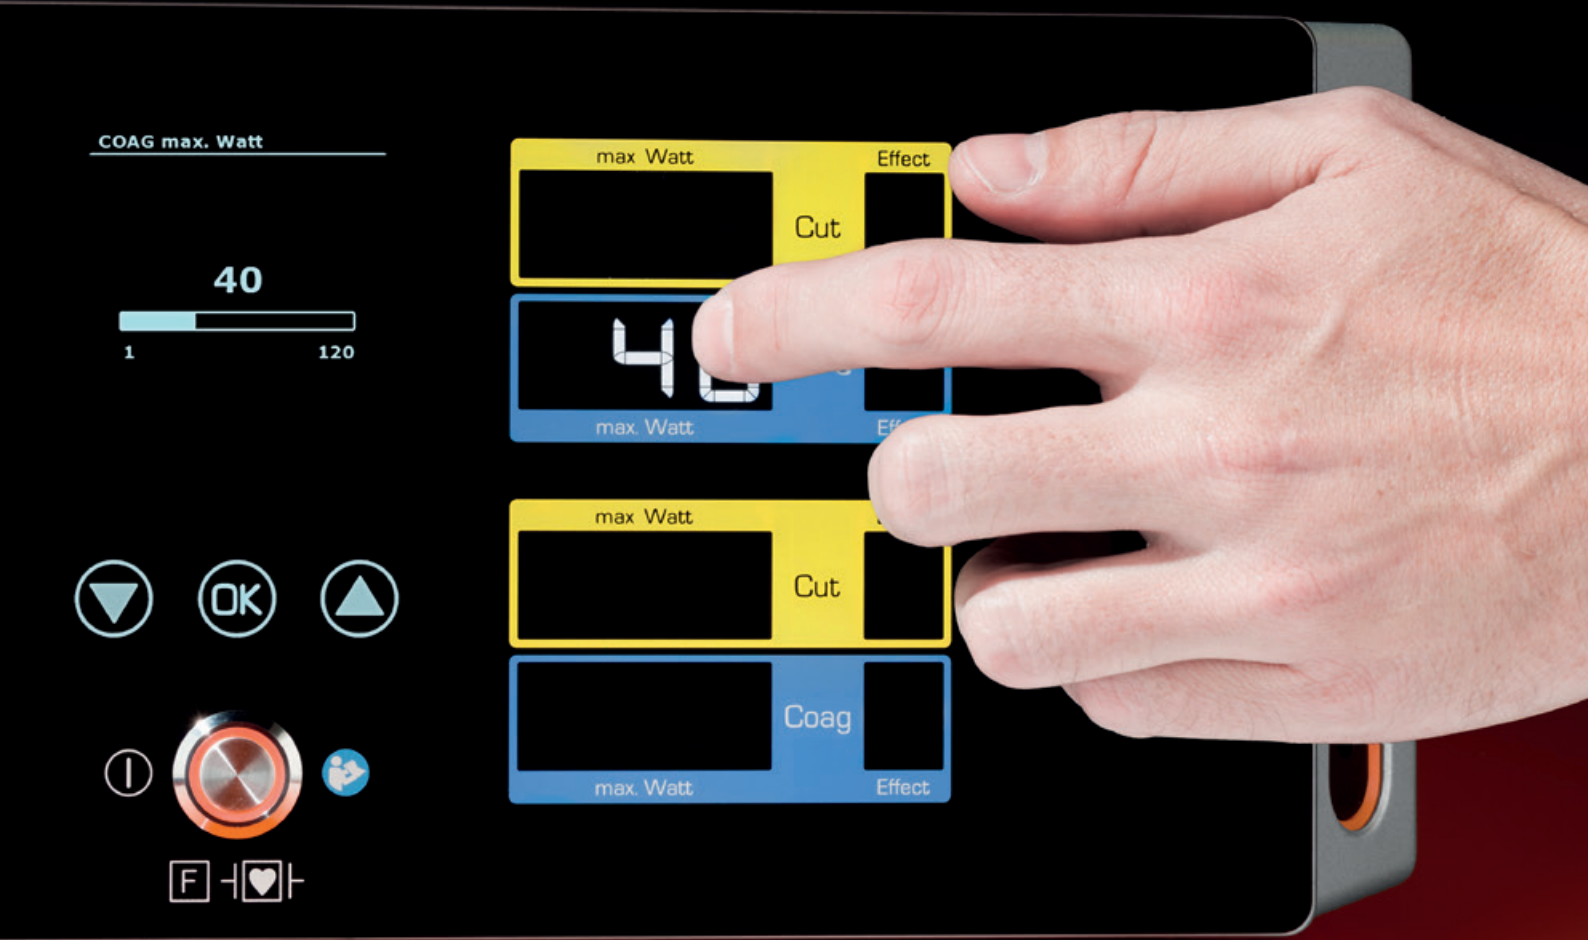 COAG max. Watt
40
1 120
OK
F
max Watt Effect
Cut
40
max. Watt
max Watt
Cut
Coag
max. Watt Effect